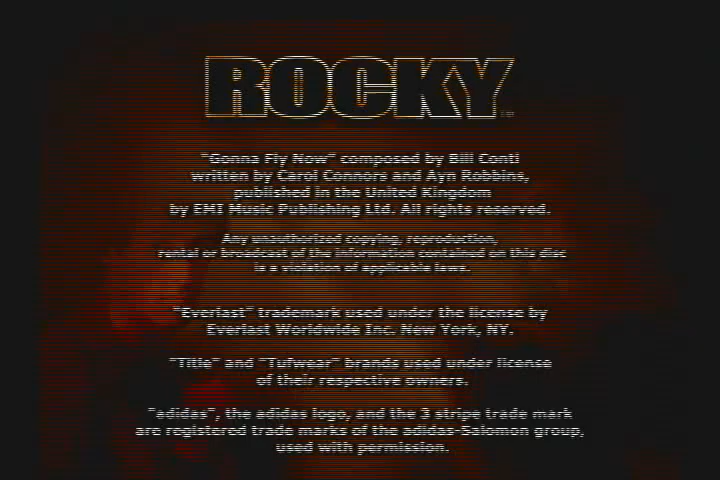 ROCKY
"Gonna Fly Now" composed by Bill Conti
written by Carol Connors and Ayn Robbins,
published in the United Kingdom
by EMI Music Publishing Ltd. All rights reserved.
Any unauthorized copying, reproduction,
rental or broadcast of the information contained on this disc
is a violation of applicable laws.
"Everlast" trademark used under the license by
Everlast Worldwide Inc. New York, NY.
"Title" and "Tufwear" brands used under license
of their respective owners.
"adidas", the adidas logo, and the 3 stripe trade mark
are registered trade marks of the adidas-Salomon group,
used with permission.